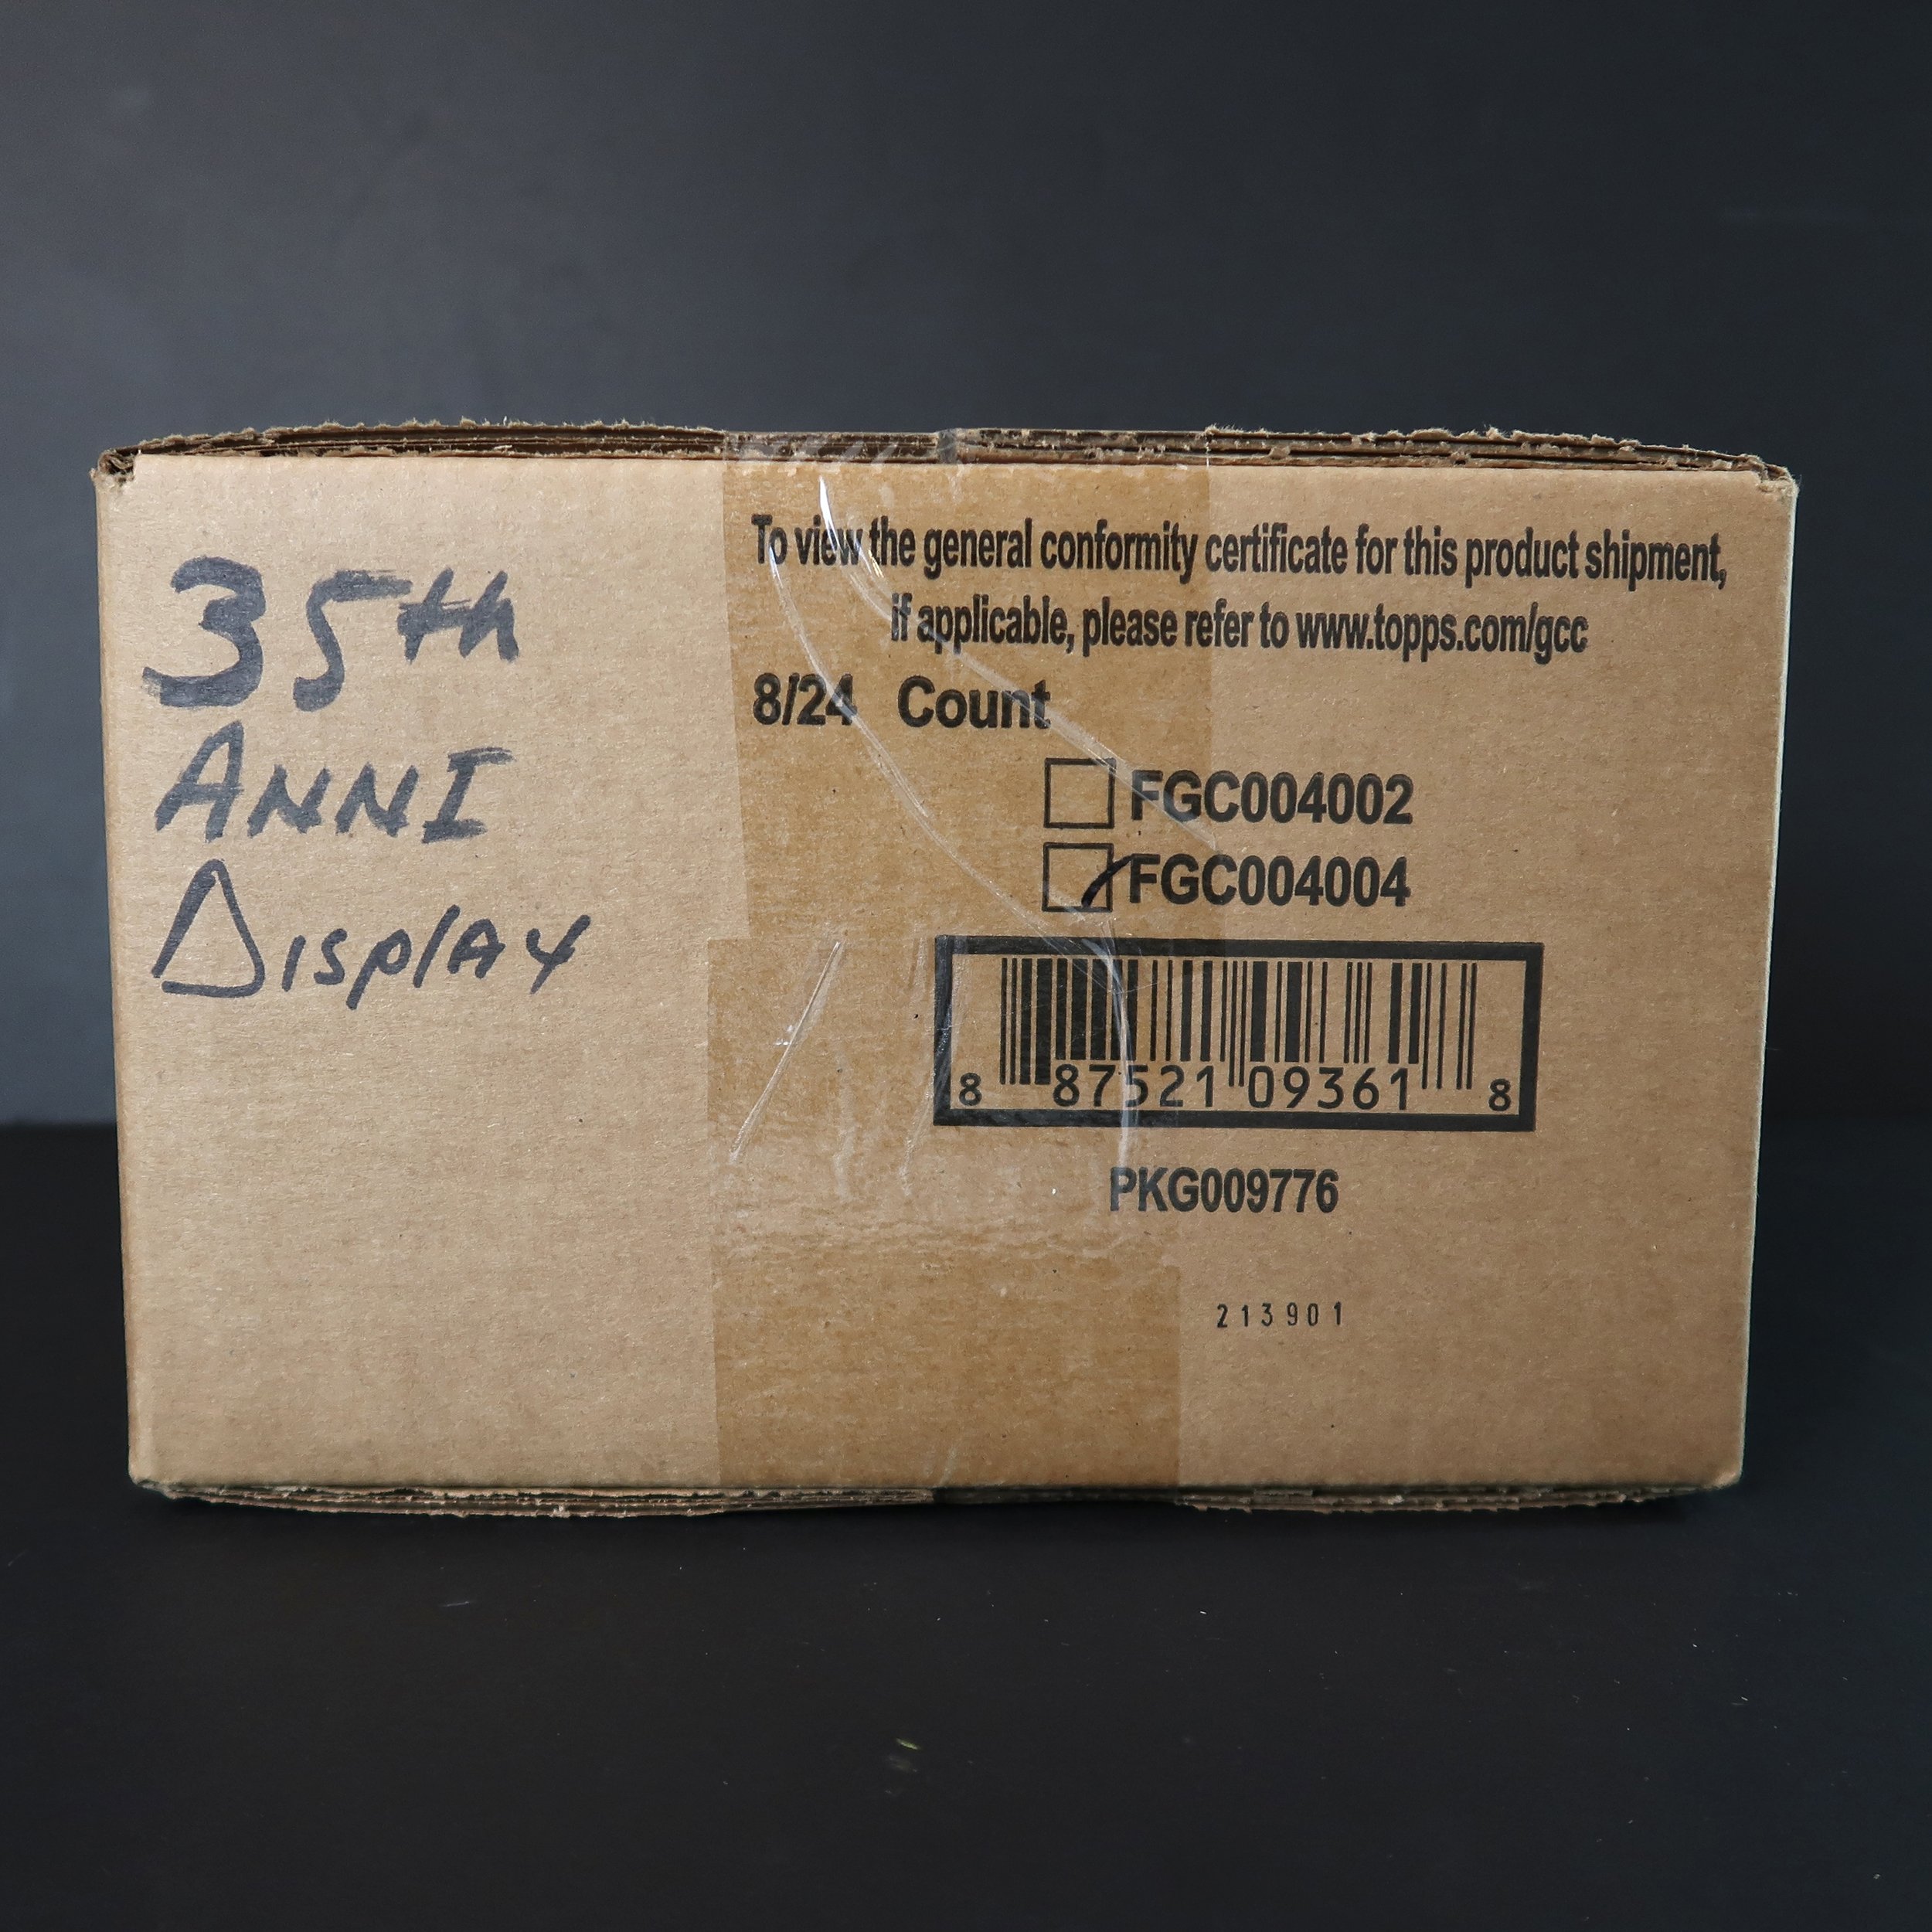 35th
ANNI
Display
To view the general conformity certificate for this product shipment,
if applicable, please refer to www.topps.com/gcc
8/24 Count
FGC004002
FGC004004
8 87521 09361 8
PKG009776
213901